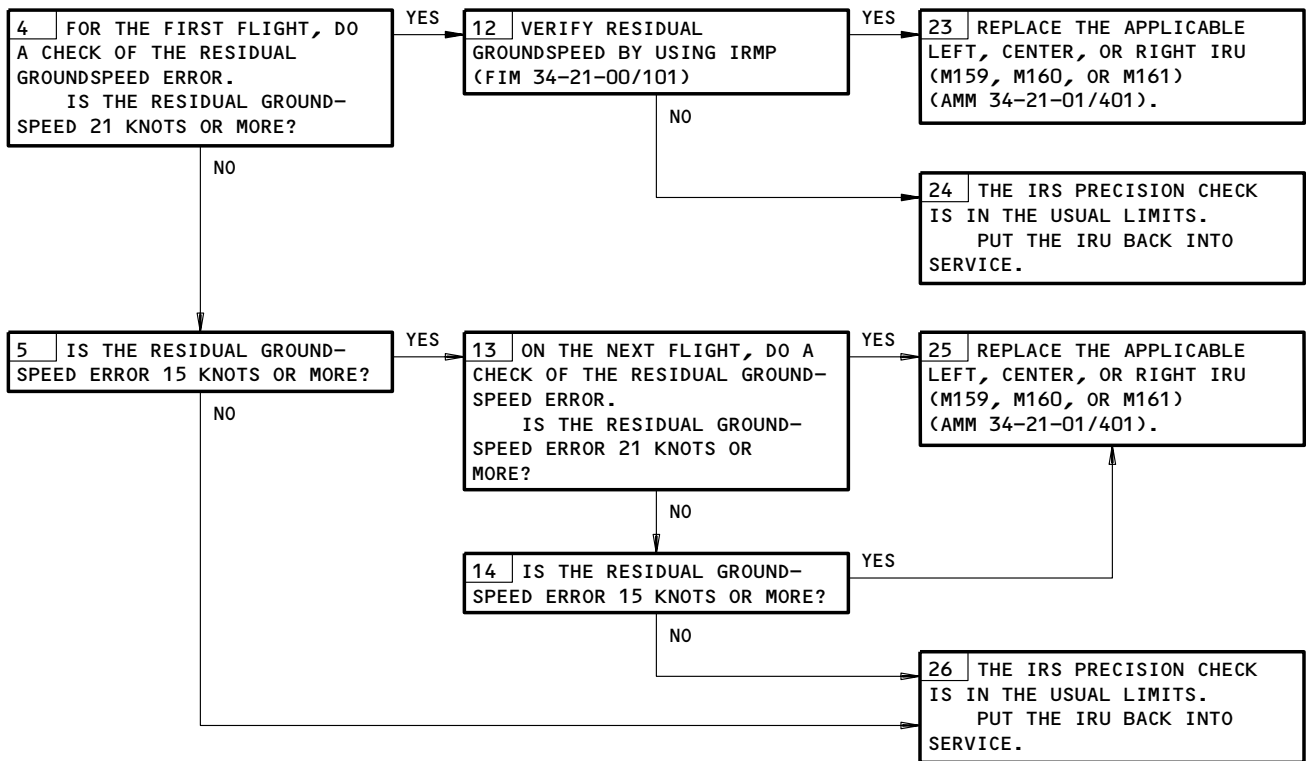 4 FOR THE FIRST FLIGHT, DO
A CHECK OF THE RESIDUAL
GROUNDSPEED ERROR.
IS THE RESIDUAL GROUND-
SPEED 21 KNOTS OR MORE?
YES
NO
12 VERIFY RESIDUAL
GROUNDSPEED BY USING IRMP
(FIM 34-21-00/101)
YES
NO
23 REPLACE THE APPLICABLE
LEFT, CENTER, OR RIGHT IRU
(M159, M160, OR M161)
(AMM 34-21-01/401).
24 THE IRS PRECISION CHECK
IS IN THE USUAL LIMITS.
PUT THE IRU BACK INTO
SERVICE.
5 IS THE RESIDUAL GROUND-
SPEED ERROR 15 KNOTS OR MORE?
YES
NO
13 ON THE NEXT FLIGHT, DO A
CHECK OF THE RESIDUAL GROUND-
SPEED ERROR.
IS THE RESIDUAL GROUND-
SPEED ERROR 21 KNOTS OR
MORE?
YES
NO
25 REPLACE THE APPLICABLE
LEFT, CENTER, OR RIGHT IRU
(M159, M160, OR M161)
(AMM 34-21-01/401).
14 IS THE RESIDUAL GROUND-
SPEED ERROR 15 KNOTS OR MORE?
YES
NO
26 THE IRS PRECISION CHECK
IS IN THE USUAL LIMITS.
PUT THE IRU BACK INTO
SERVICE.